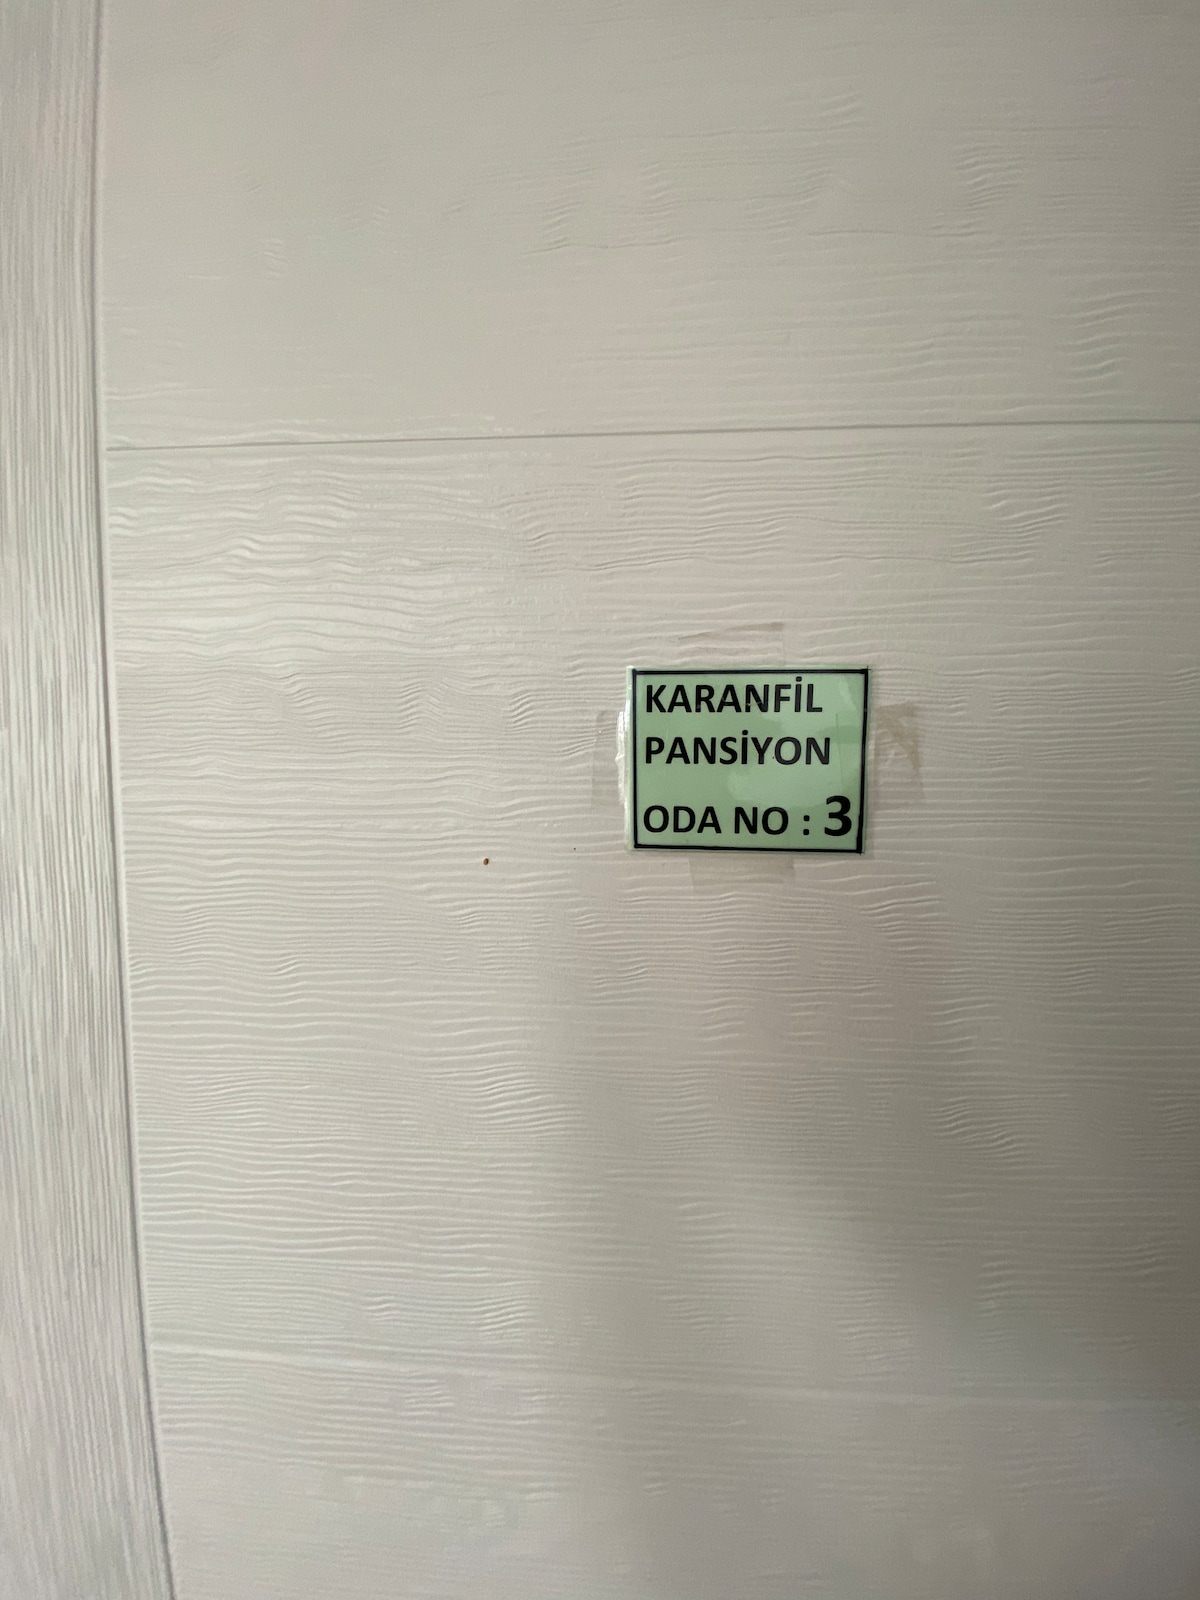 KARANFİL
PANSİYON
ODA NO : 3